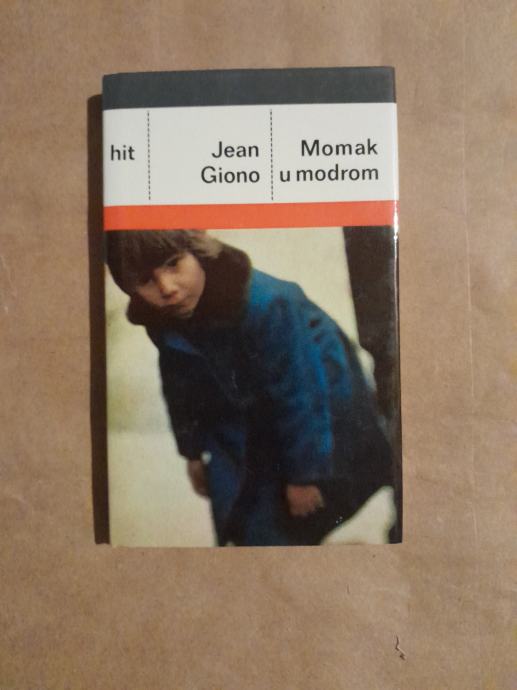 hit
Jean
Giono
Momak
u modrom